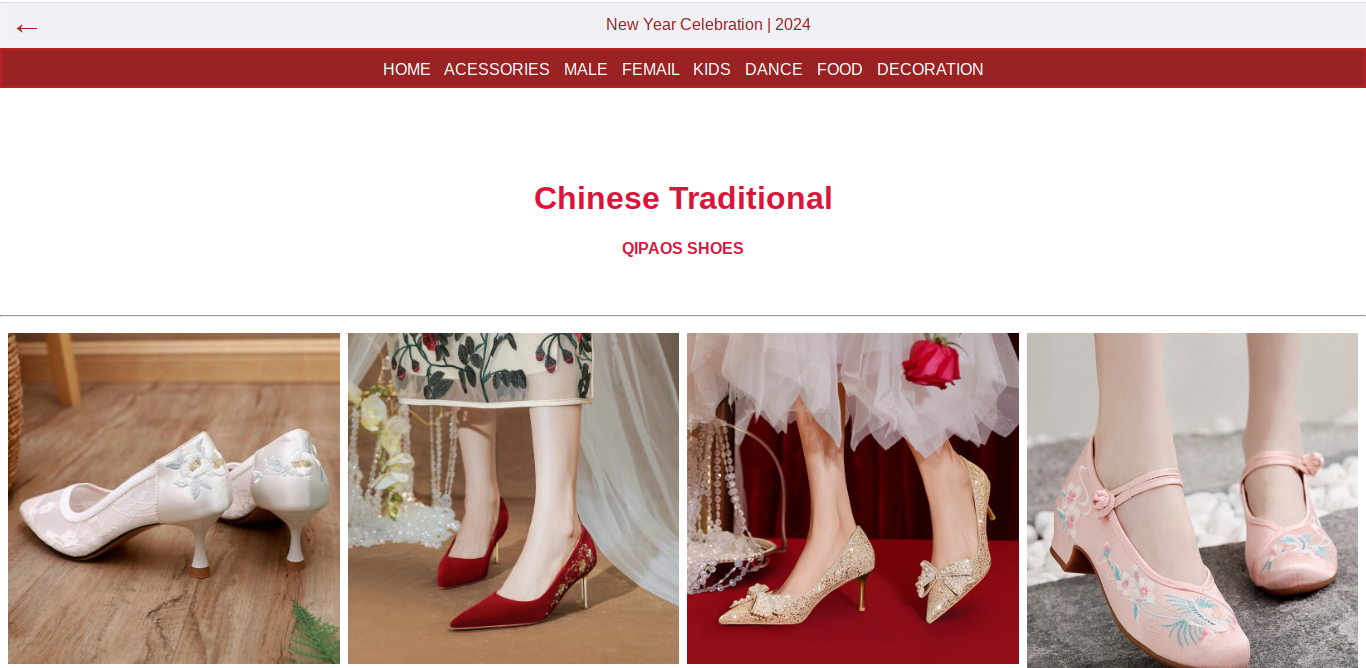 ←
New Year Celebration | 2024
HOME ACESSORIES MALE FEMAIL KIDS DANCE FOOD DECORATION
Chinese Traditional
QIPAOS SHOES